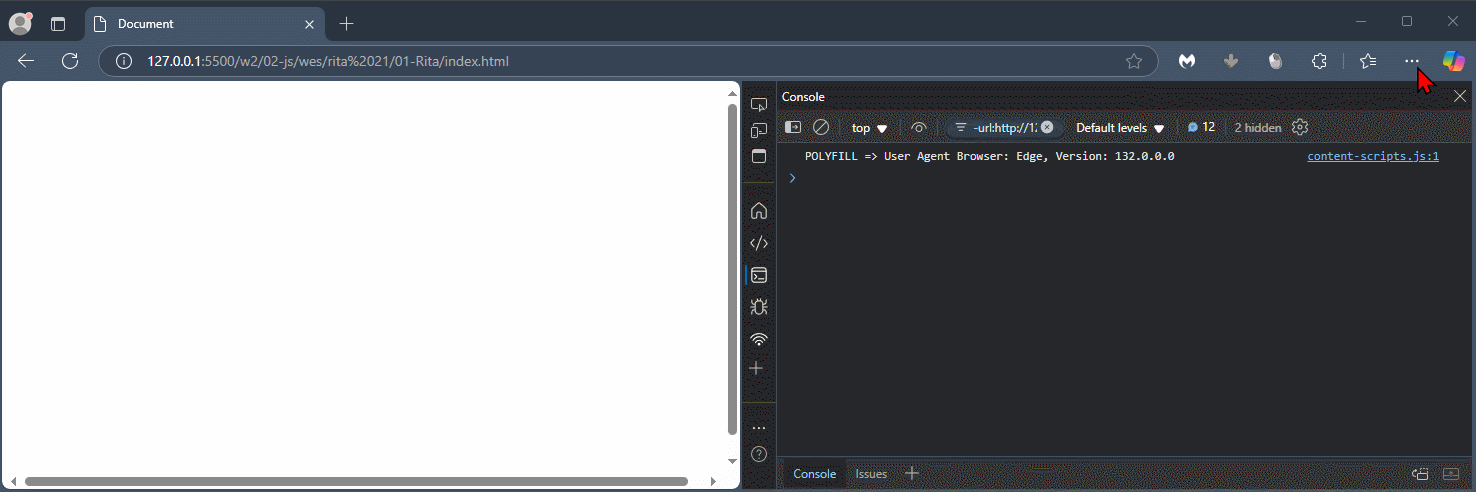 Document
127.0.0.1:5500/w2/02-js/wes/rita%2021/01-Rita/index.html
Console
top
-url:http://12
Default levels
12
2 hidden
POLYFILL => User Agent Browser: Edge, Version: 132.0.0.0 content-scripts.js:1
Console Issues